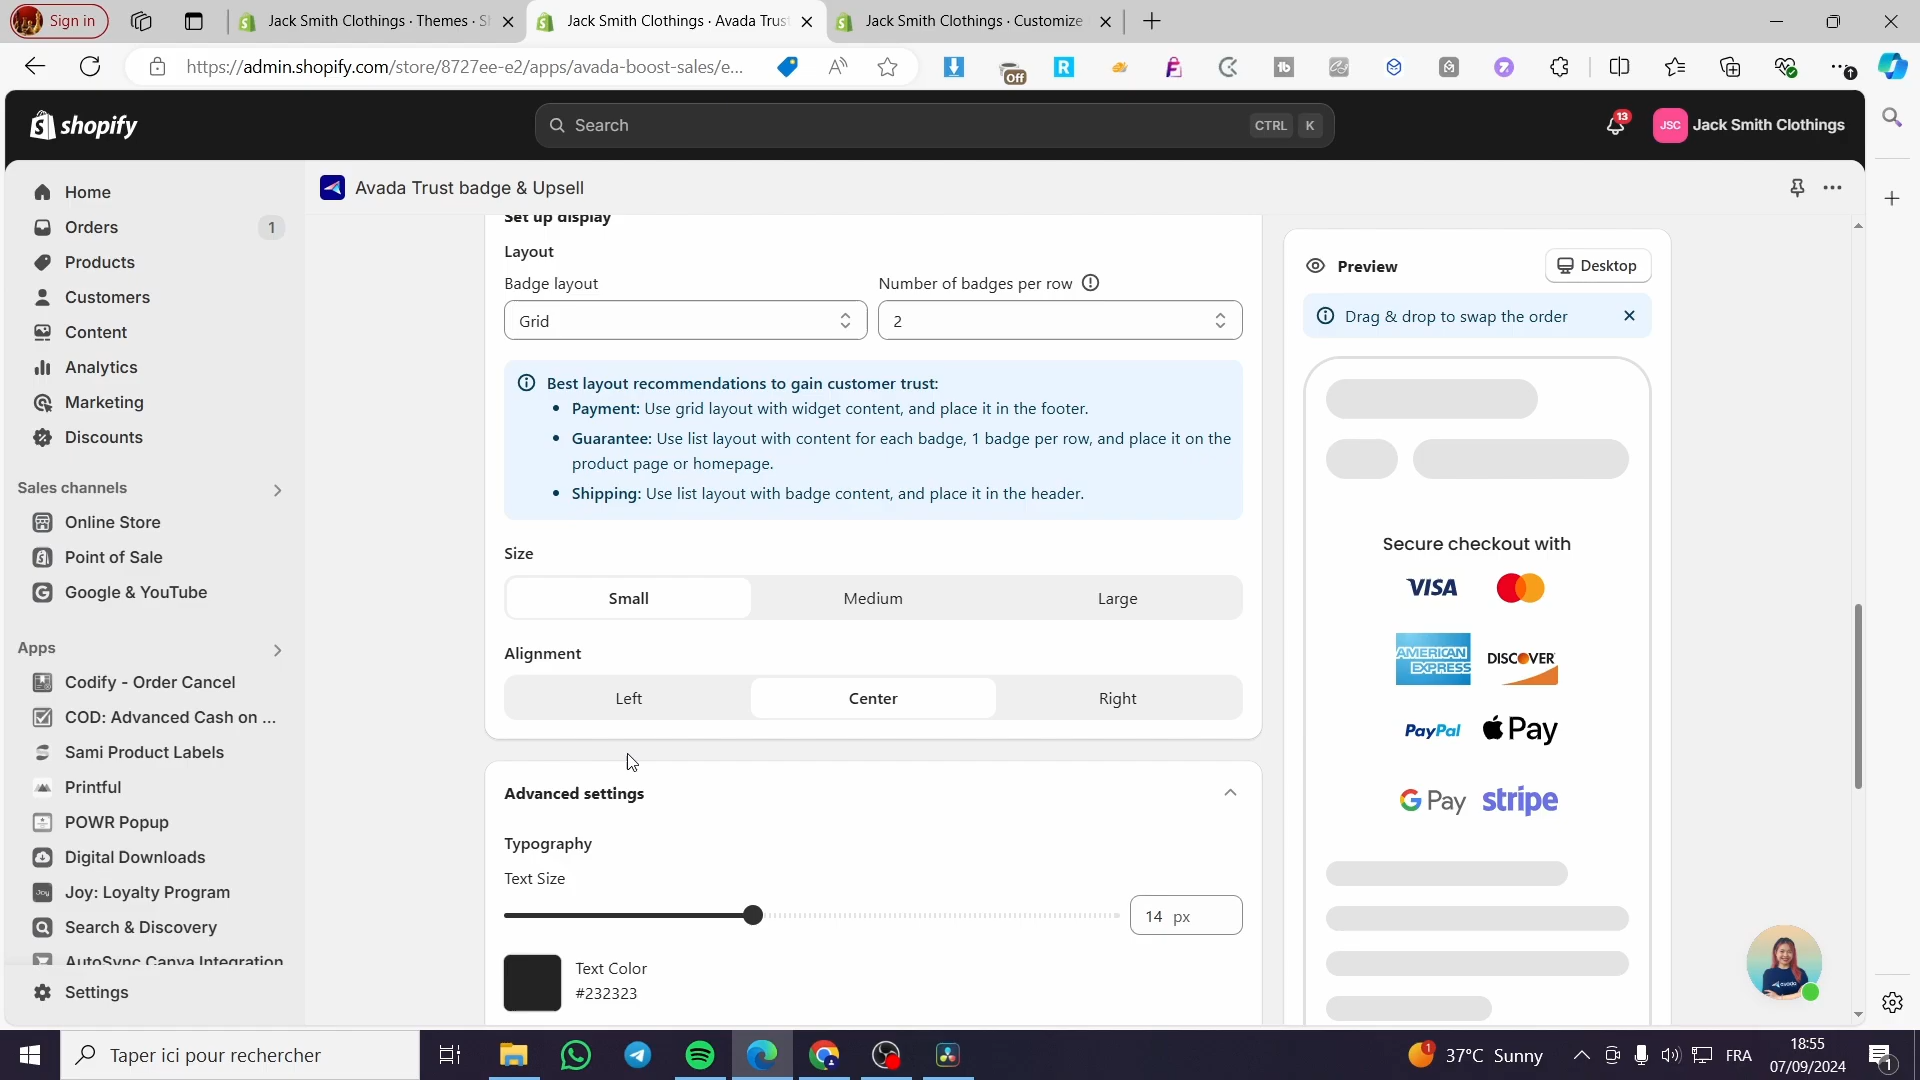 Sign in
Jack Smith Clothings · Themes · S
Jack Smith Clothings · Avada Trust
Jack Smith Clothings · Customize
https://admin.shopify.com/store/8727ee-e2/apps/avada-boost-sales/e...
Off
shopify
Search
CTRL K
13
JSC
Jack Smith Clothings
Home
Orders
1
Products
Customers
Content
Analytics
Marketing
Discounts
Sales channels
Online Store
Point of Sale
Google & YouTube
Apps
Codify - Order Cancel
COD: Advanced Cash on ...
Sami Product Labels
Printful
POWR Popup
Digital Downloads
Joy: Loyalty Program
Search & Discovery
AutoSync Canva Integration
Settings
Avada Trust badge & Upsell
Set up display
Layout
Badge layout
Number of badges per row
Grid
2
Best layout recommendations to gain customer trust:
• Payment: Use grid layout with widget content, and place it in the footer.
• Guarantee: Use list layout with content for each badge, 1 badge per row, and place it on the
product page or homepage.
• Shipping: Use list layout with badge content, and place it in the header.
Size
Small
Medium
Large
Alignment
Left
Center
Right
Advanced settings
Typography
Text Size
14 px
Text Color
#232323
Preview
Desktop
Drag & drop to swap the order
Secure checkout with
VISA
AMERICAN EXPRESS
DISCOVER
PayPal
Pay
G Pay
stripe
Taper ici pour rechercher
1
37°C Sunny
FRA
18:55
07/09/2024
1